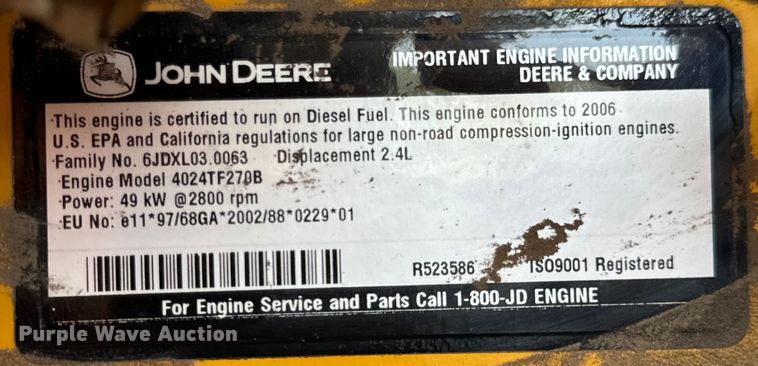 JOHN DEERE
IMPORTANT ENGINE INFORMATION
DEERE & COMPANY
This engine is certified to run on Diesel Fuel. This engine conforms to 2006
U.S. EPA and California regulations for large non-road compression-ignition engines.
Family No. 6JDXL03.0063 Displacement 2.4L
Engine Model 4024TF270B
Power: 49 kW @2800 rpm
EU No: e11*97/68GA*2002/88*0229*01
R523586 ISO9001 Registered
For Engine Service and Parts Call 1-800-JD ENGINE
Purple Wave Auction